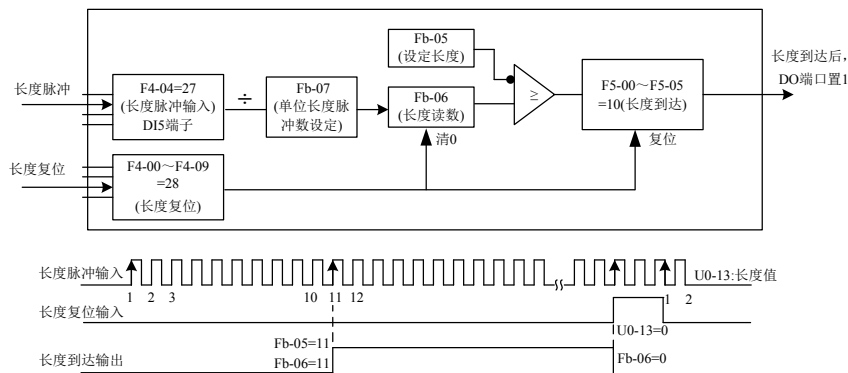 长度脉冲
F4-04=27
(长度脉冲输入)
DI5端子
÷
Fb-07
(单位长度脉
冲数设定)
Fb-05
(设定长度)
Fb-06
(长度读数)
清0
≥
F5-00～F5-05
=10(长度到达)
复位
长度到达后，
DO端口置1
长度复位
F4-00～F4-09
=28
(长度复位)
长度脉冲输入
1 2 3 10 11 12 1 2
U0-13:长度值
长度复位输入
U0-13=0
Fb-05=11
长度到达输出
Fb-06=11
Fb-06=0